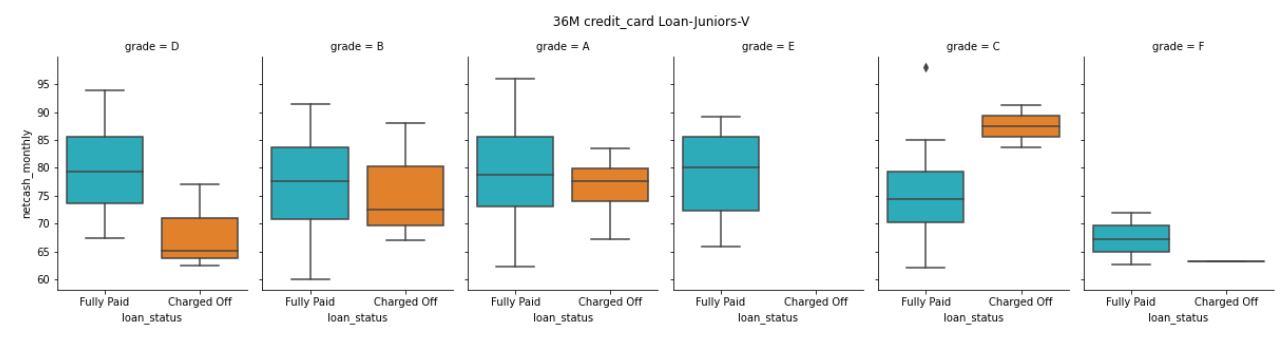 36M credit_card Loan-Juniors-V
grade = D
grade = B
grade = A
grade = E
grade = C
grade = F
netcash_monthly
95
90
85
80
75
70
65
60
Fully Paid Charged Off
loan_status
Fully Paid Charged Off
loan_status
Fully Paid Charged Off
loan_status
Fully Paid Charged Off
loan_status
Fully Paid Charged Off
loan_status
Fully Paid Charged Off
loan_status